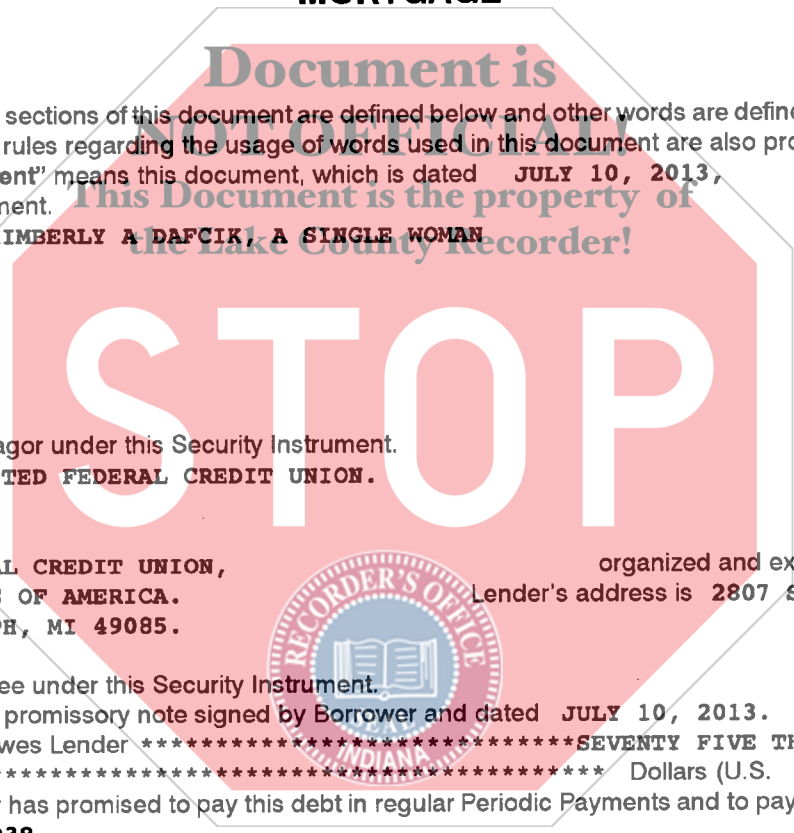 MORTGAGE
Document is
sections of this document are defined below and other words are define
NOT OFFICIAL!
rules regarding the usage of words used in this document are also pro
ent" means this document, which is dated JULY 10, 2013,
This Document is the property of
ment.
IMBERLY A DAFCIK, A SINGLE WOMAN
the Lake County Recorder!
STOP
agor under this Security Instrument.
TED FEDERAL CREDIT UNION.
AL CREDIT UNION, organized and ex
OF AMERICA. Lender's address is 2807 S
PH, MI 49085.
RECORDER'S OFFICE
SEAL
INDIANA
ee under this Security Instrument.
promissory note signed by Borrower and dated JULY 10, 2013.
wes Lender *****************************SEVENTY FIVE TH
***************************************** Dollars (U.S.
r has promised to pay this debt in regular Periodic Payments and to pay
038